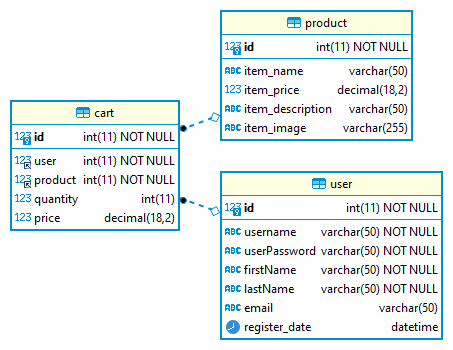 product
123 id int(11) NOT NULL
ABC item_name varchar(50)
123 item_price decimal(18,2)
ABC item_description varchar(50)
ABC item_image varchar(255)
cart
123 id int(11) NOT NULL
123 user int(11) NOT NULL
123 product int(11) NOT NULL
123 quantity int(11)
123 price decimal(18,2)
user
123 id int(11) NOT NULL
ABC username varchar(50) NOT NULL
ABC userPassword varchar(50) NOT NULL
ABC firstName varchar(50) NOT NULL
ABC lastName varchar(50) NOT NULL
ABC email varchar(50)
register_date datetime